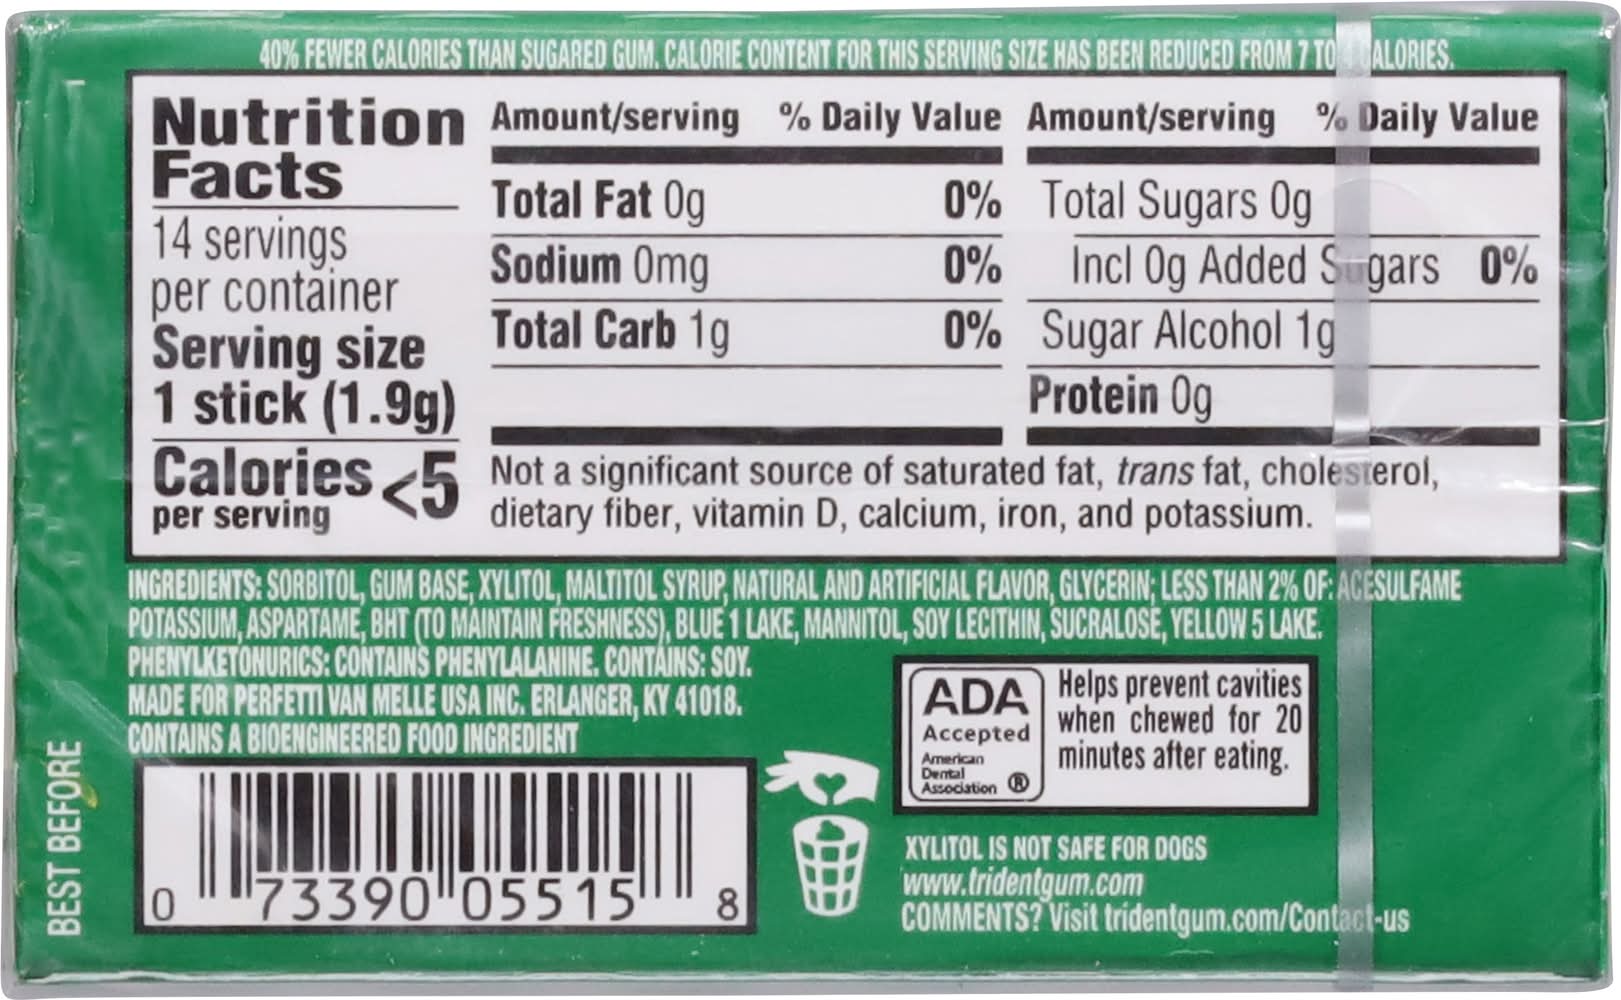 40% FEWER CALORIES THAN SUGARED GUM. CALORIE CONTENT FOR THIS SERVING SIZE HAS BEEN REDUCED FROM 7 TO CALORIES.
Nutrition
Facts
14 servings
per container
Serving size
1 stick (1.9g)
Calories <5
per serving
Amount/serving % Daily Value
Total Fat 0g 0%
Sodium 0mg 0%
Total Carb 1g 0%
Amount/serving % Daily Value
Total Sugars 0g
Incl 0g Added Sugars 0%
Sugar Alcohol 1g
Protein 0g
Not a significant source of saturated fat, trans fat, cholesterol,
dietary fiber, vitamin D, calcium, iron, and potassium.
INGREDIENTS: SORBITOL, GUM BASE, XYLITOL, MALTITOL SYRUP, NATURAL AND ARTIFICIAL FLAVOR, GLYCERIN; LESS THAN 2% OF: ACESULFAME
POTASSIUM, ASPARTAME, BHT (TO MAINTAIN FRESHNESS), BLUE 1 LAKE, MANNITOL, SOY LECITHIN, SUCRALOSE, YELLOW 5 LAKE.
PHENYLKETONURICS: CONTAINS PHENYLALANINE. CONTAINS: SOY.
MADE FOR PERFETTI VAN MELLE USA INC. ERLANGER, KY 41018.
CONTAINS A BIOENGINEERED FOOD INGREDIENT
BEST BEFORE
0 73390 05515 8
ADA
Accepted
American
Dental
Association ®
Helps prevent cavities
when chewed for 20
minutes after eating.
XYLITOL IS NOT SAFE FOR DOGS
www.tridentgum.com
COMMENTS? Visit tridentgum.com/Contact-us